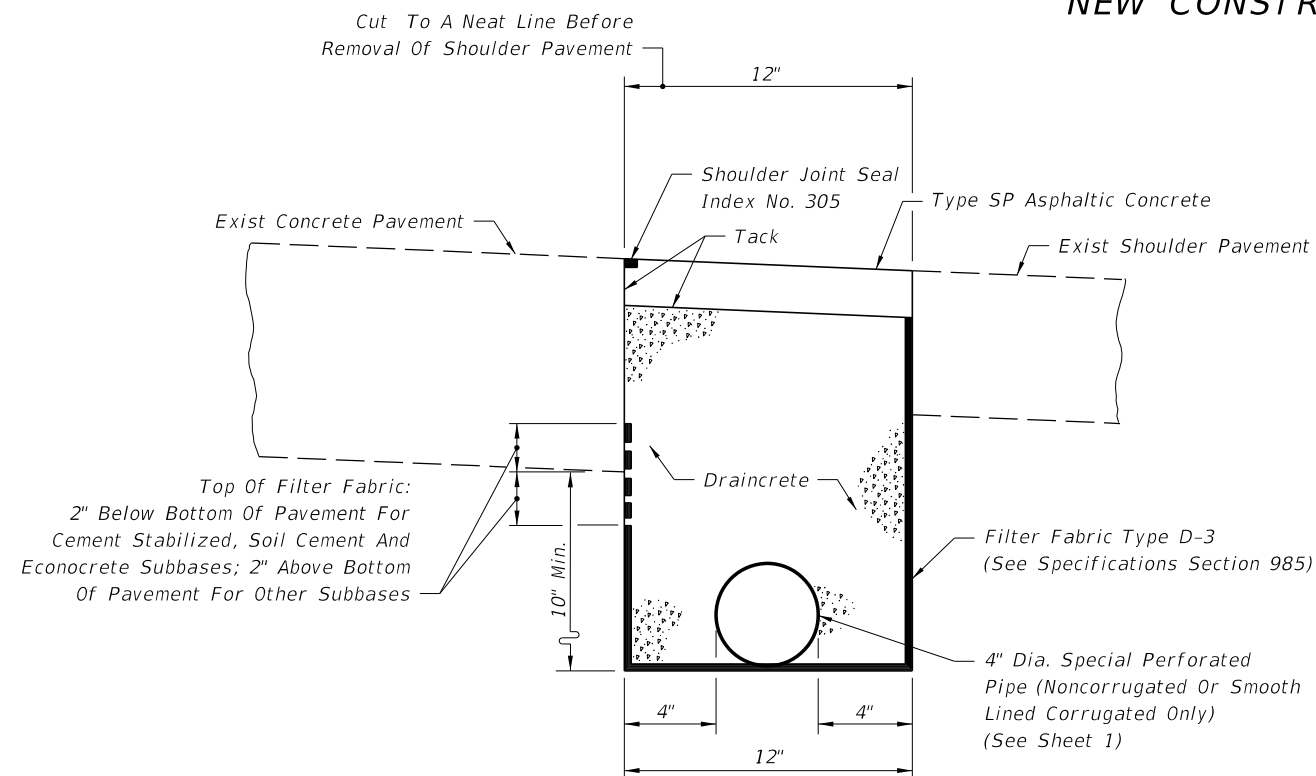 NEW CONSTR
Cut To A Neat Line Before
Removal Of Shoulder Pavement
12"
Shoulder Joint Seal
Index No. 305
Type SP Asphaltic Concrete
Exist Concrete Pavement
Tack
Exist Shoulder Pavement
Top Of Filter Fabric:
2" Below Bottom Of Pavement For
Cement Stabilized, Soil Cement And
Econocrete Subbases; 2" Above Bottom
Of Pavement For Other Subbases
Draincrete
10" Min.
Filter Fabric Type D-3
(See Specifications Section 985)
4" Dia. Special Perforated
Pipe (Noncorrugated Or Smooth
Lined Corrugated Only)
(See Sheet 1)
4"
4"
12"